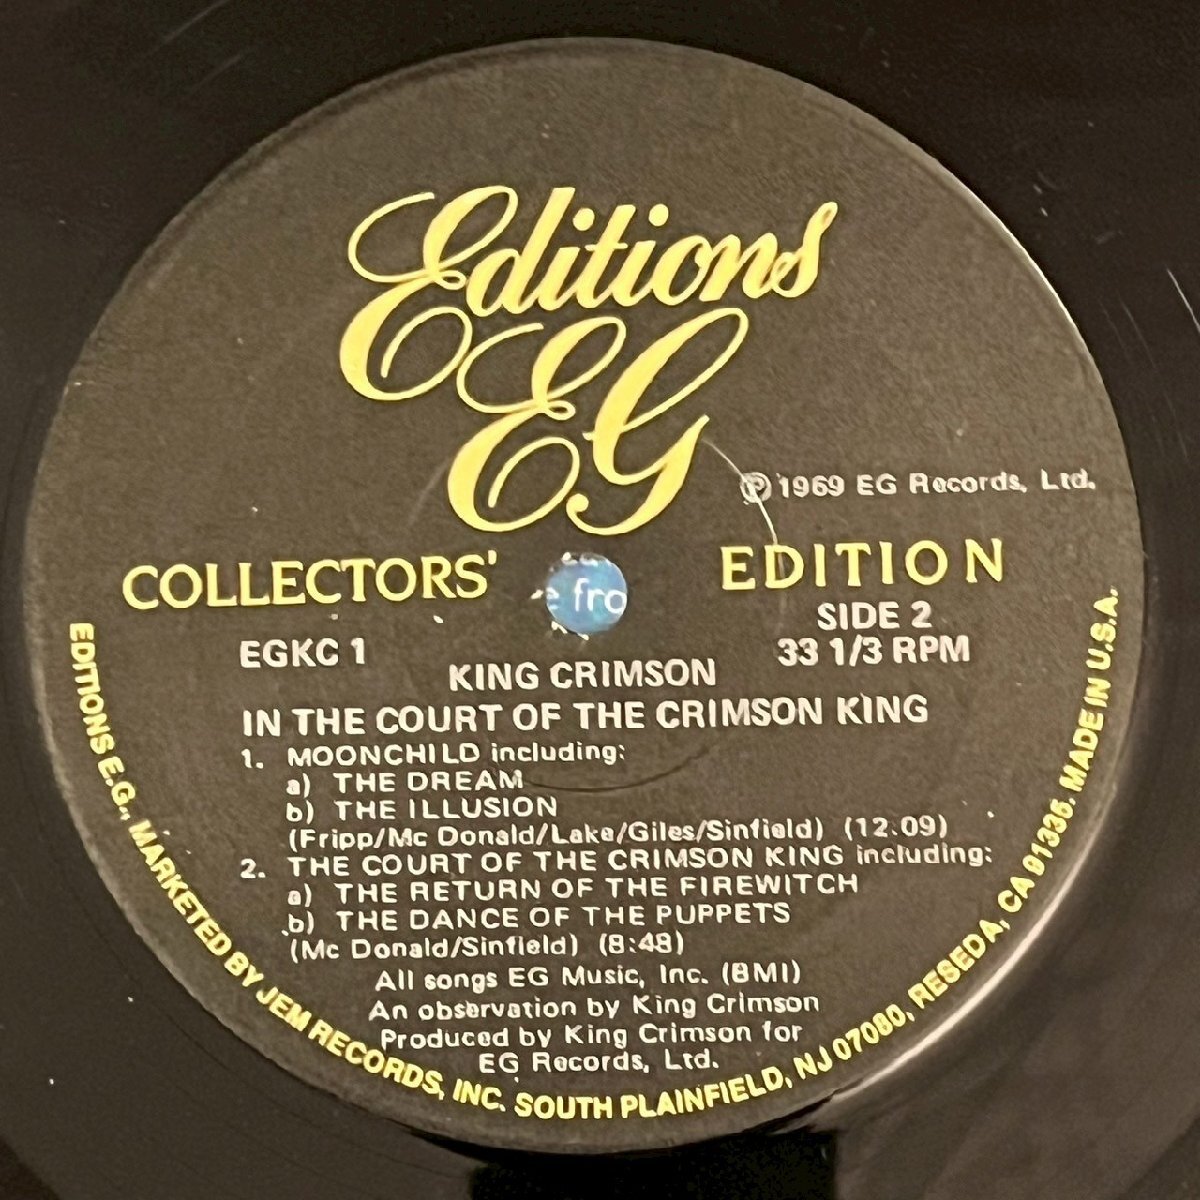 Editions
EG
℗ 1969 EG Records, Ltd.
COLLECTORS' EDITION
fro
EGKC 1
SIDE 2
33 1/3 RPM
KING CRIMSON
IN THE COURT OF THE CRIMSON KING
1. MOONCHILD including:
a) THE DREAM
b) THE ILLUSION
(Fripp/Mc Donald/Lake/Giles/Sinfield) (12.09)
2. THE COURT OF THE CRIMSON KING including:
a) THE RETURN OF THE FIREWITCH
b) THE DANCE OF THE PUPPETS
(Mc Donald/Sinfield) (8:48)
All songs EG Music, Inc. (BMI)
An observation by King Crimson
Produced by King Crimson for
EG Records, Ltd.
EDITIONS E.G., MARKETED BY JEM RECORDS, INC. SOUTH PLAINFIELD, NJ 07080, RESEDA, CA 91335. MADE IN U.S.A.